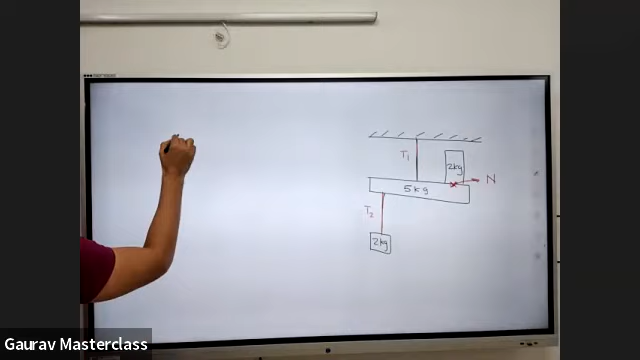 T₁
2kg
N
5kg
T₂
2kg
Gaurav Masterclass